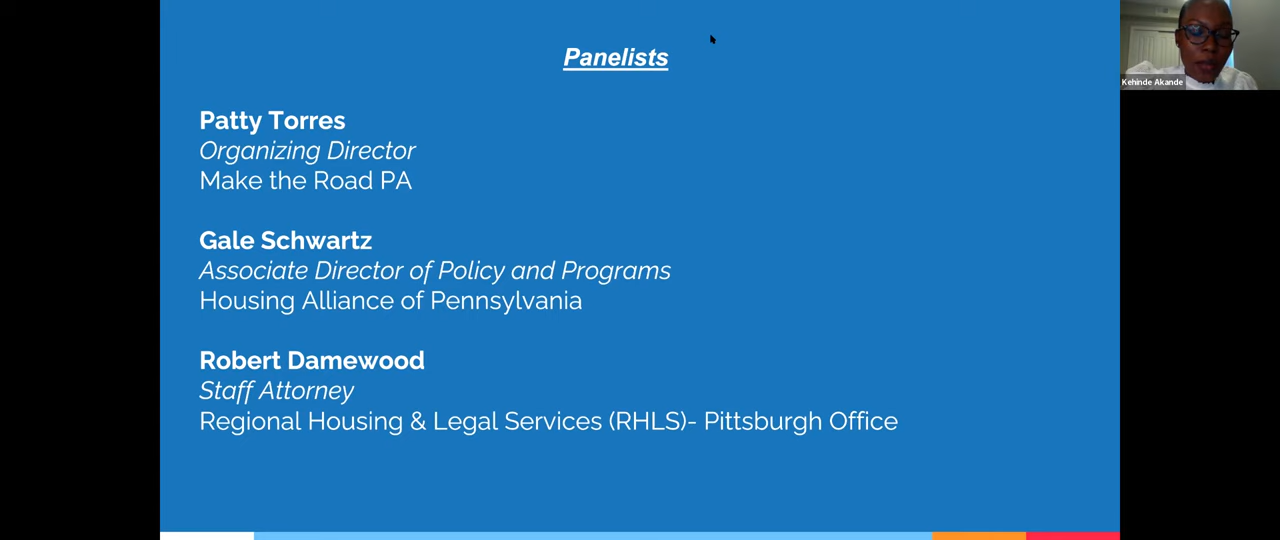 Panelists
Patty Torres
Organizing Director
Make the Road PA
Gale Schwartz
Associate Director of Policy and Programs
Housing Alliance of Pennsylvania
Robert Damewood
Staff Attorney
Regional Housing & Legal Services (RHLS)- Pittsburgh Office
Kehinde Akande